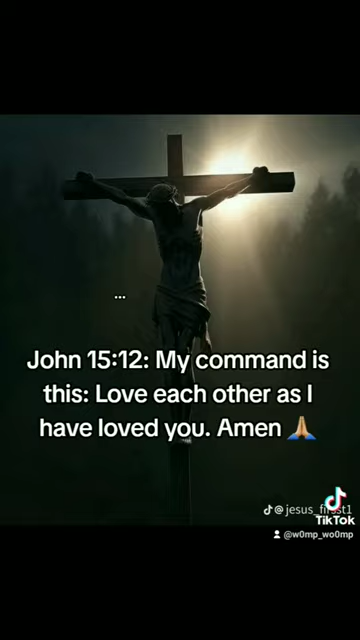 ...
John 15:12: My command is
this: Love each other as I
have loved you. Amen 🙏
TikTok
@w0mp_wo0mp